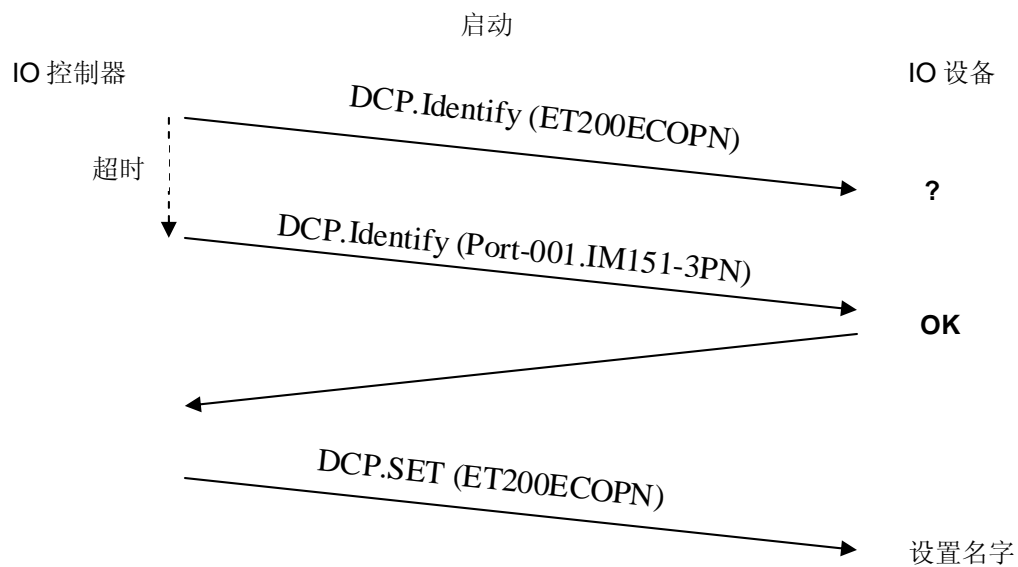 启动
IO 控制器
IO 设备
DCP.Identify (ET200ECOPN)
超时
?
DCP.Identify (Port-001.IM151-3PN)
OK
DCP.SET (ET200ECOPN)
设置名字